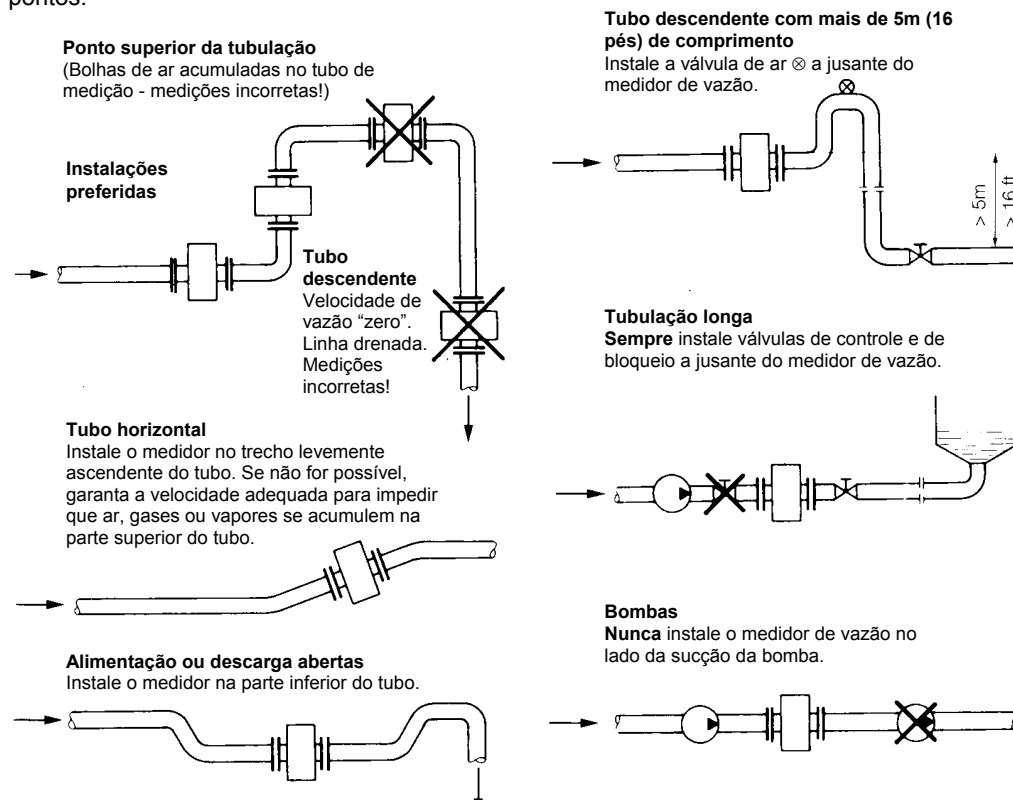 pontos:
Ponto superior da tubulação
(Bolhas de ar acumuladas no tubo de
medição - medições incorretas!)
Instalações
preferidas
Tubo
descendente
Velocidade de
vazão “zero”.
Linha drenada.
Medições
incorretas!
Tubo horizontal
Instale o medidor no trecho levemente
ascendente do tubo. Se não for possível,
garanta a velocidade adequada para impedir
que ar, gases ou vapores se acumulem na
parte superior do tubo.
Alimentação ou descarga abertas
Instale o medidor na parte inferior do tubo.
Tubo descendente com mais de 5m (16
pés) de comprimento
Instale a válvula de ar ⊗ a jusante do
medidor de vazão.
> 5m
> 16 ft
Tubulação longa
Sempre instale válvulas de controle e de
bloqueio a jusante do medidor de vazão.
Bombas
Nunca instale o medidor de vazão no
lado da sucção da bomba.